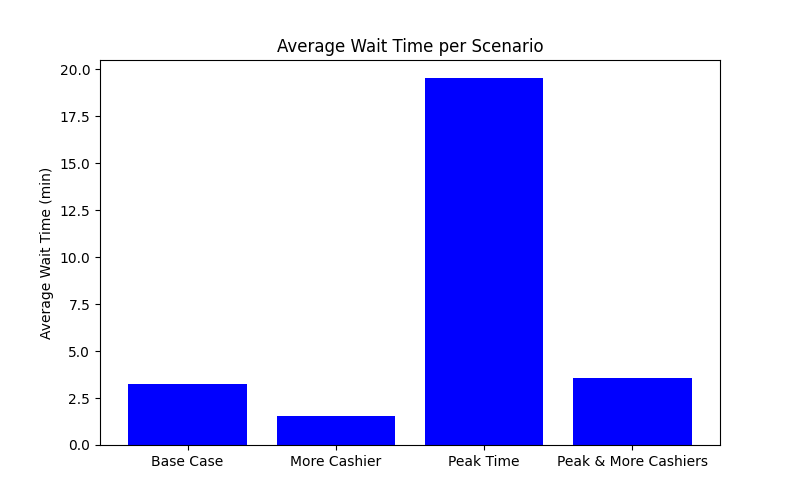 Average Wait Time per Scenario
Average Wait Time (min)
20.0
17.5
15.0
12.5
10.0
7.5
5.0
2.5
0.0
Base Case
More Cashier
Peak Time
Peak & More Cashiers